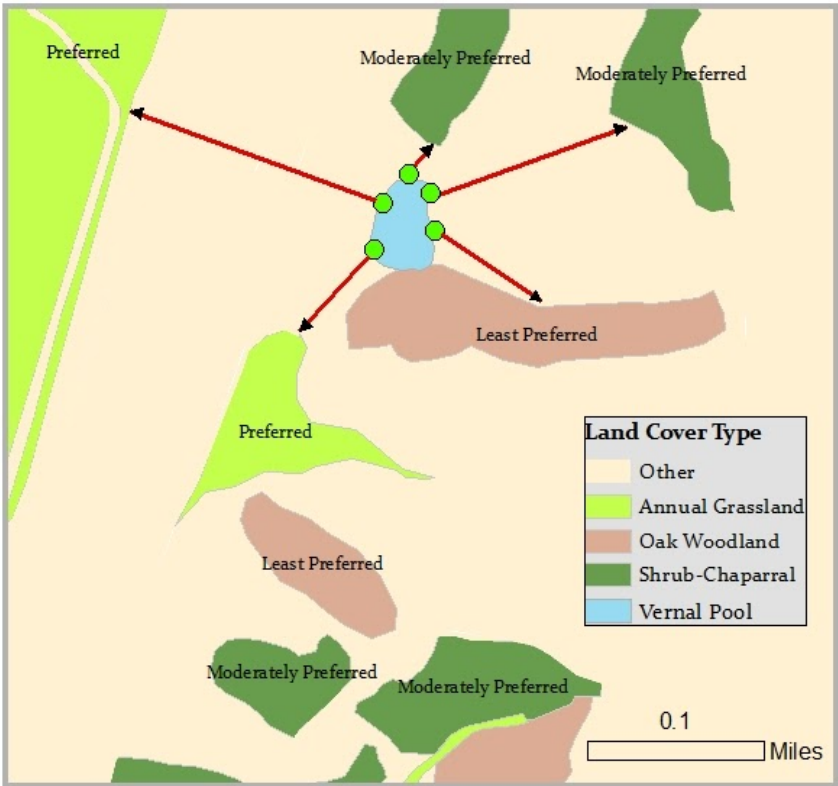 Preferred
Moderately Preferred
Moderately Preferred
Least Preferred
Preferred
Least Preferred
Moderately Preferred
Moderately Preferred
Land Cover Type
Other
Annual Grassland
Oak Woodland
Shrub-Chaparral
Vernal Pool
0.1
Miles